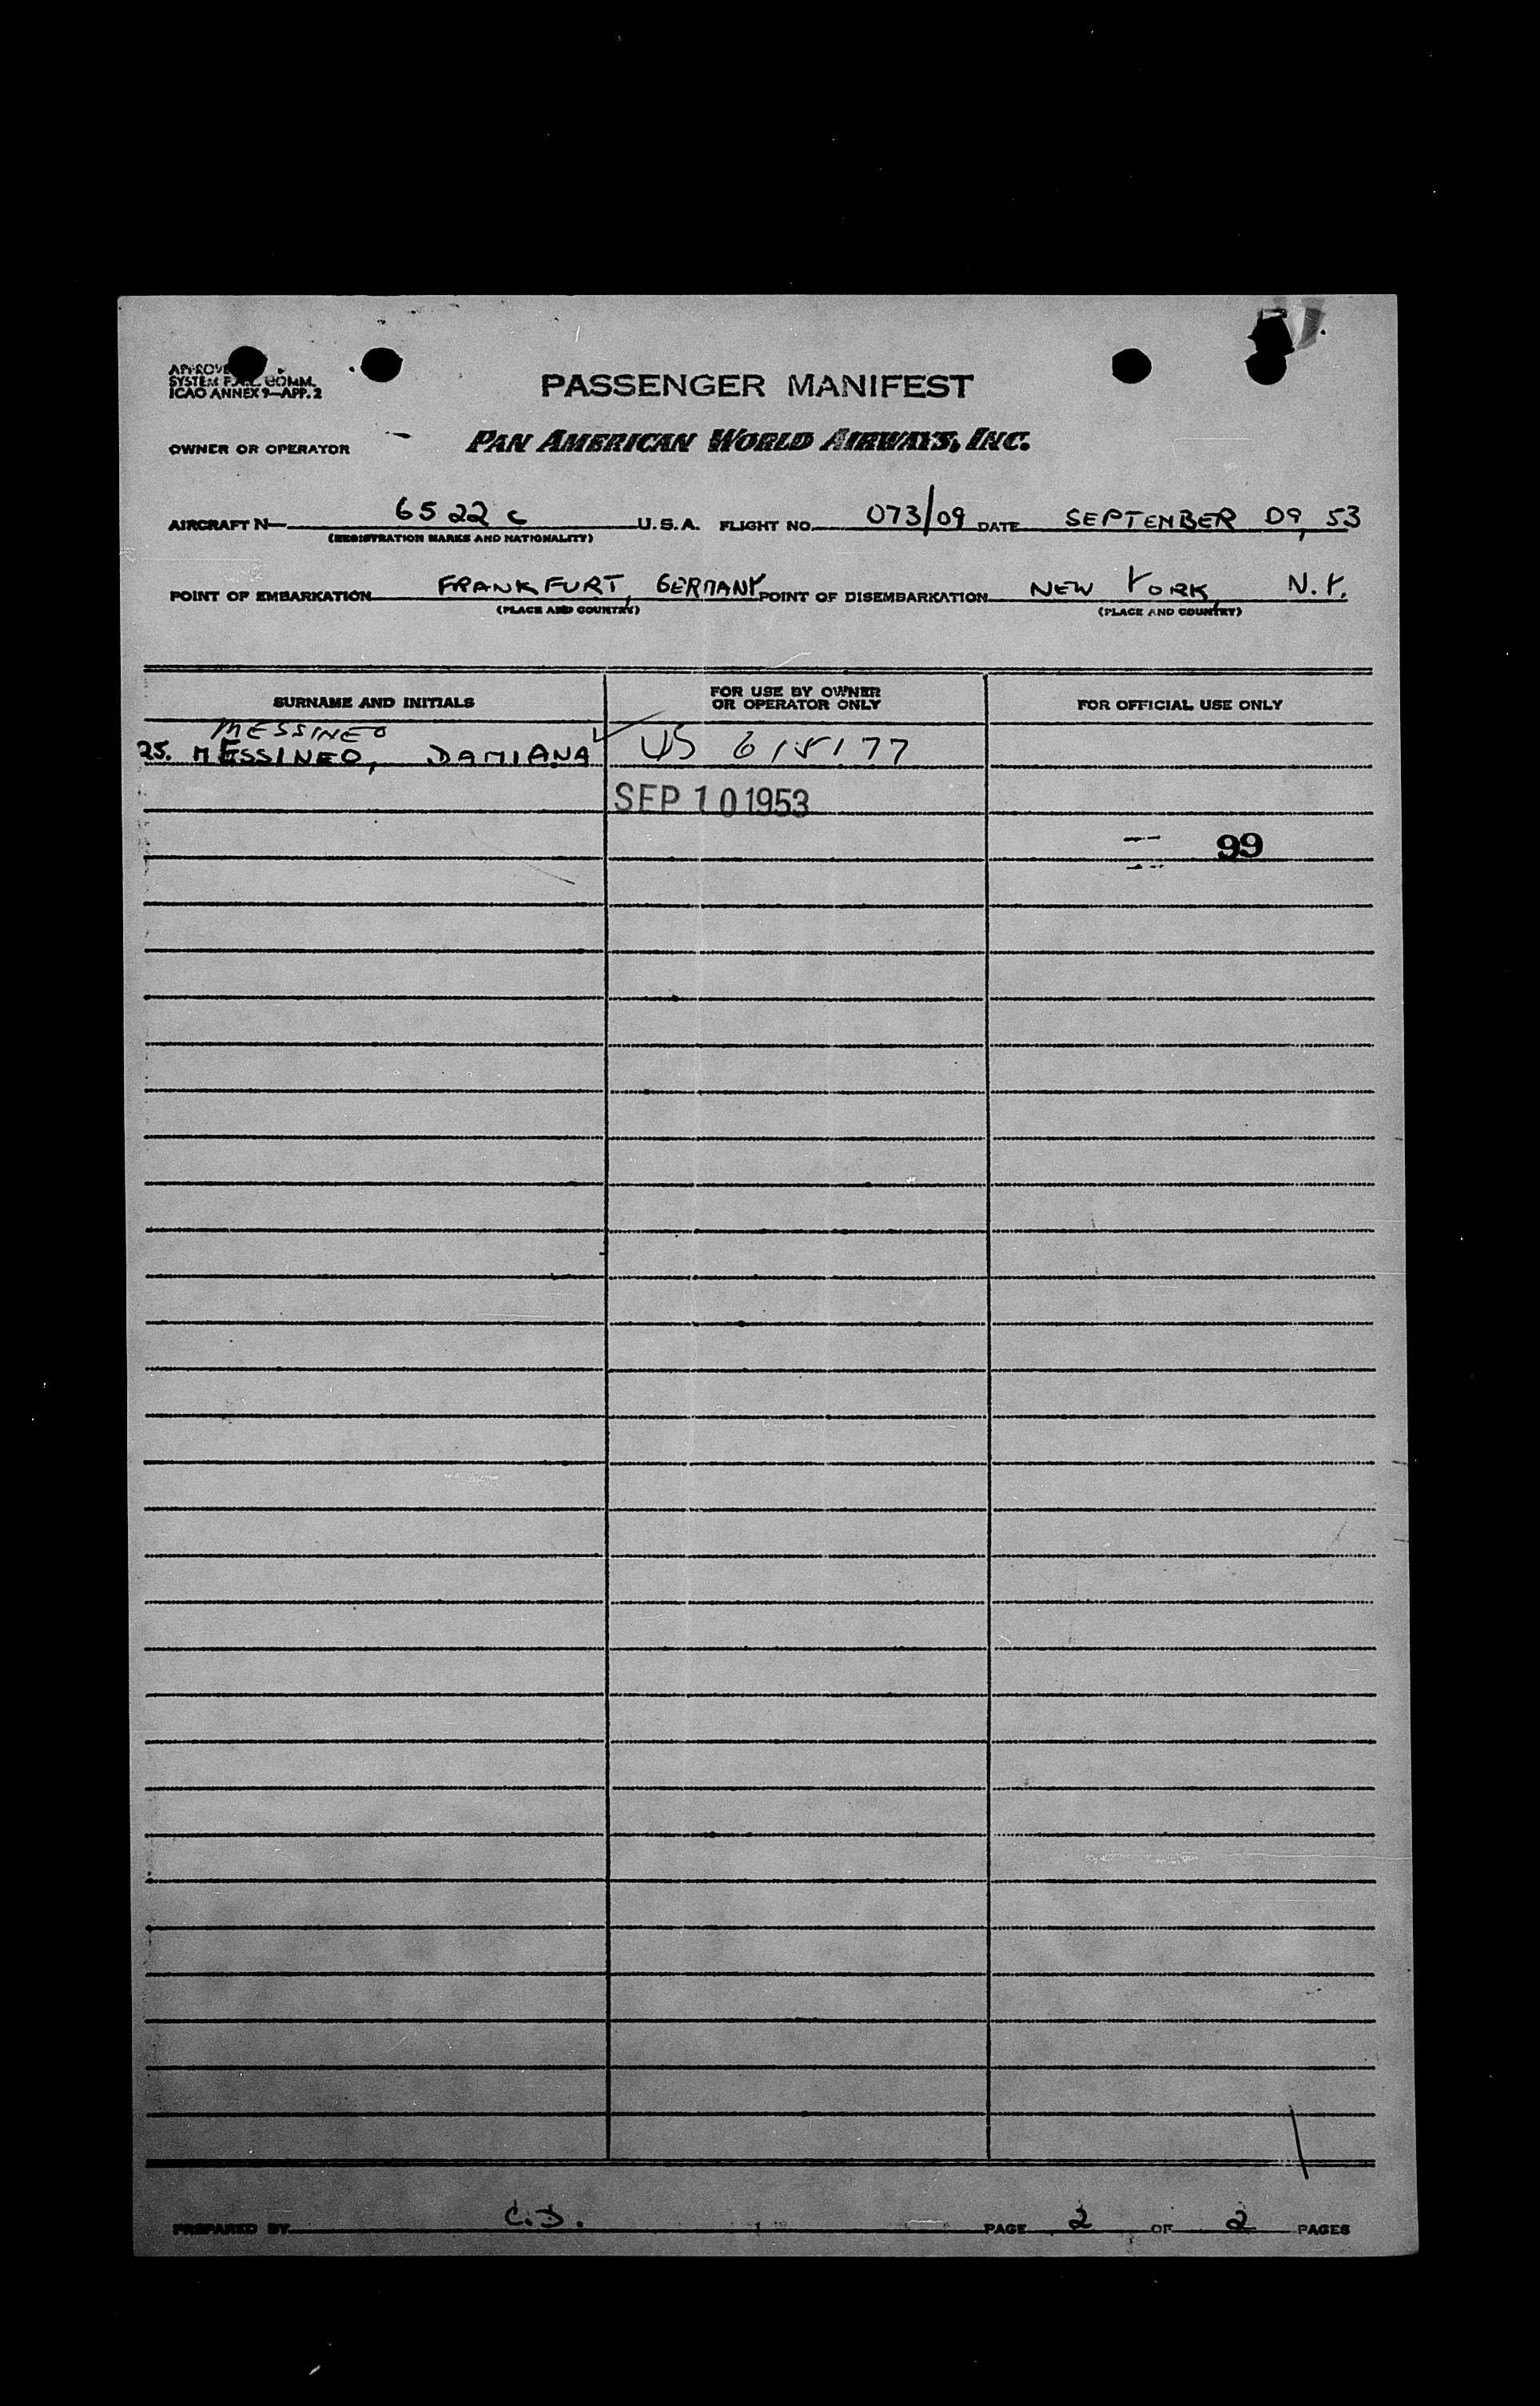 APPROVED
SYSTEM F.A.L. COMM.
ICAO ANNEX 9—APP. 2
PASSENGER MANIFEST
OWNER OR OPERATOR PAN AMERICAN WORLD AIRWAYS, INC.
AIRCRAFT N— 6522c U.S.A. FLIGHT NO. 073/09 DATE SEPTEMBER 09, 53
(REGISTRATION MARKS AND NATIONALITY)
POINT OF EMBARKATION FRANKFURT, GERMANY POINT OF DISEMBARKATION NEW YORK, N.Y.
(PLACE AND COUNTRY) (PLACE AND COUNTRY)
SURNAME AND INITIALS FOR USE BY OWNER OR OPERATOR ONLY FOR OFFICIAL USE ONLY
MESSINEO
25. MESSINEO, DAMIANA US 615177
SEP 10 1953
99
PREPARED BY C.D. PAGE 2 OF 2 PAGES